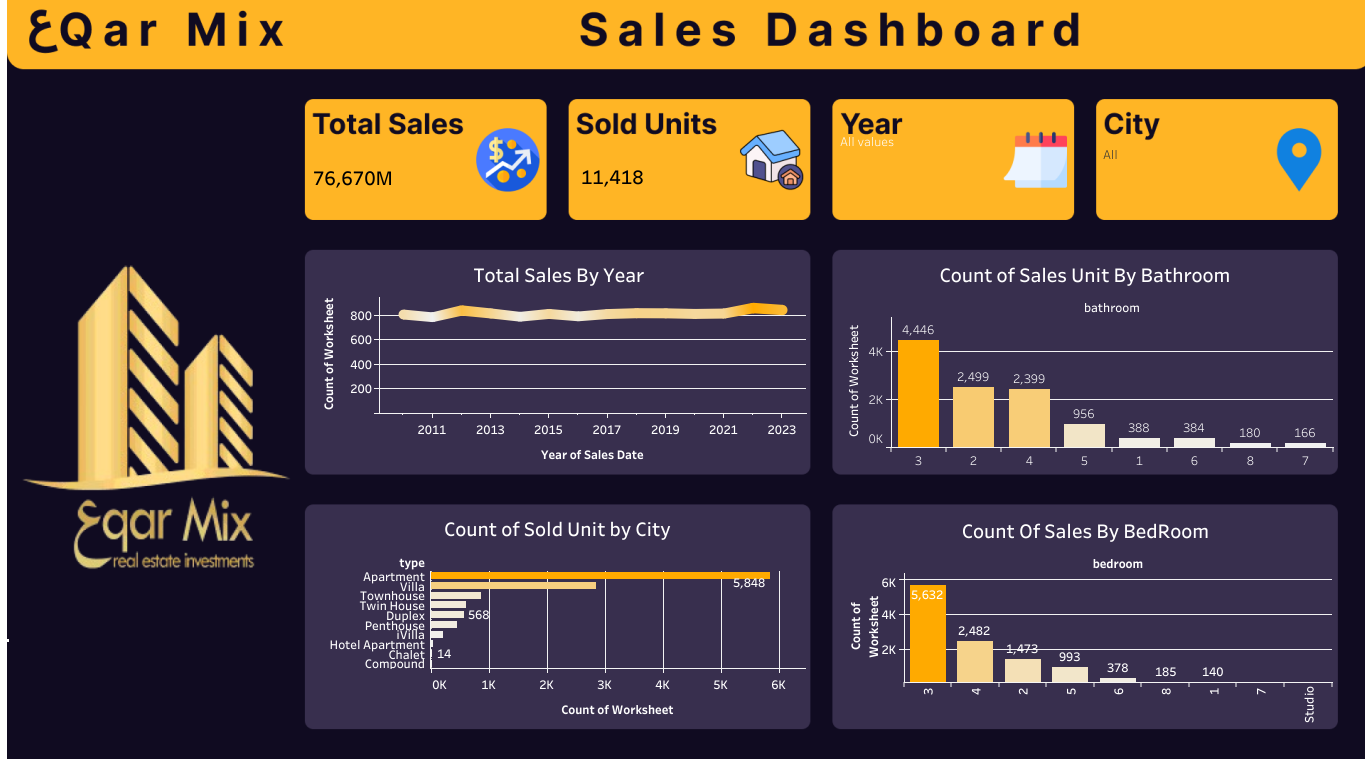 عQar Mix
Sales Dashboard
Total Sales
76,670M
Sold Units
11,418
Year
All values
City
All
عqar Mix
real estate investments
Total Sales By Year
Count of Worksheet
800
600
400
200
2011 2013 2015 2017 2019 2021 2023
Year of Sales Date
Count of Sales Unit By Bathroom
bathroom
Count of Worksheet
4K
2K
0K
4,446 2,499 2,399 956 388 384 180 166
3 2 4 5 1 6 8 7
Count of Sold Unit by City
type
Apartment 5,848
Villa
Townhouse
Twin House
Duplex 568
Penthouse
iVilla
Hotel Apartment
Chalet 14
Compound
0K 1K 2K 3K 4K 5K 6K
Count of Worksheet
Count Of Sales By BedRoom
bedroom
Count of
Worksheet
6K
4K
2K
5,632 2,482 1,473 993 378 185 140
3 4 2 5 6 8 1 7 Studio